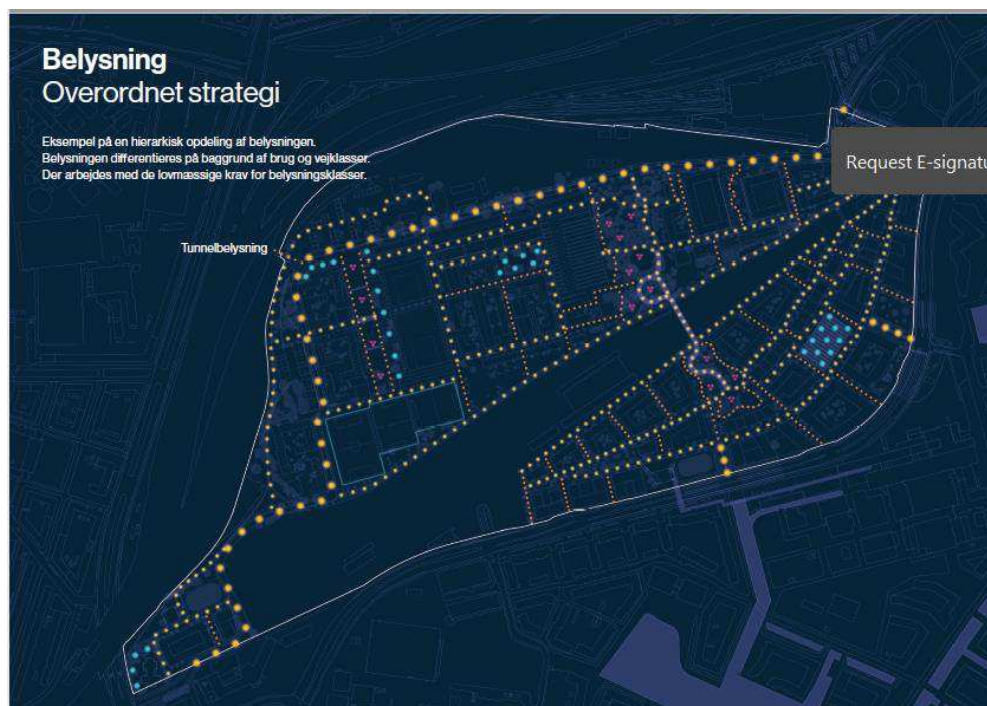 Belysning
Overordnet strategi
Eksempel på en hierarkisk opdeling af belysningen.
Belysningen differentieres på baggrund af brug og vejklasser.
Der arbejdes med de lovmæssige krav for belysningsklasser.
Request E-signatu
Tunnelbelysning